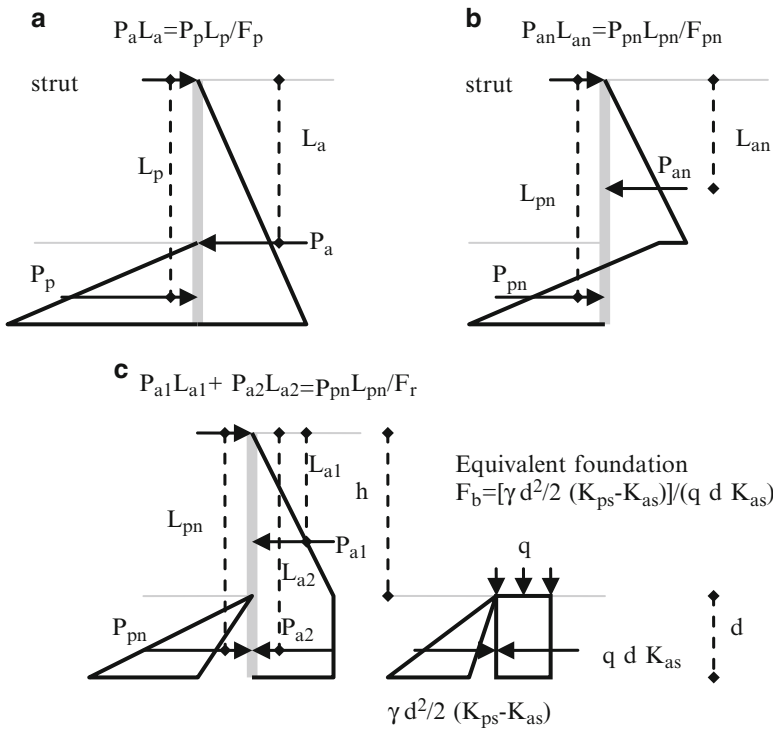 a
PₐLₐ=PₚLₚ/Fₚ
strut
Lₐ
Lₚ
Pₐ
Pₚ
b
PₐₙLₐₙ=PₚₙLₚₙ/Fₚₙ
strut
Lₐₙ
Pₐₙ
Lₚₙ
Pₚₙ
c
Pₐ₁Lₐ₁+ Pₐ₂Lₐ₂=PₚₙLₚₙ/Fᵣ
Lₐ₁
h
Lₚₙ
Pₐ₁
Lₐ₂
Pₚₙ
Pₐ₂
Equivalent foundation
F_b=[γ d²/2 (Kₚₛ-Kₐₛ)]/(q d Kₐₛ)
q
d
q d Kₐₛ
γ d²/2 (Kₚₛ-Kₐₛ)